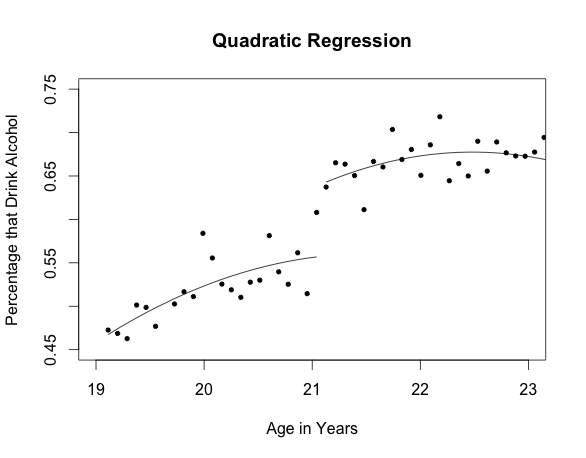 Quadratic Regression
Percentage that Drink Alcohol
0.75
0.65
0.55
0.45
19 20 21 22 23
Age in Years